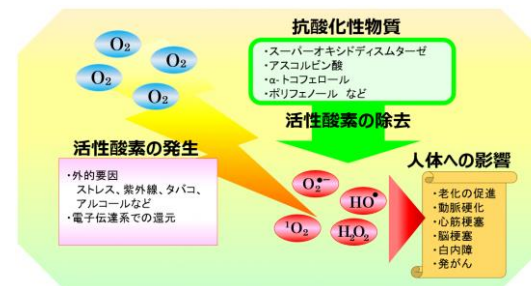 抗酸化性物質
・スーパーオキシドディスムターゼ
・アスコルビン酸
・α-トコフェロール
・ポリフェノール など
O₂
O₂
O₂
O₂
活性酸素の除去
活性酸素の発生
・外的要因
ストレス、紫外線、タバコ、
アルコールなど
・電子伝達系での還元
O₂•−
HO•
¹O₂
H₂O₂
人体への影響
・老化の促進
・動脈硬化
・心筋梗塞
・脳梗塞
・白内障
・発がん